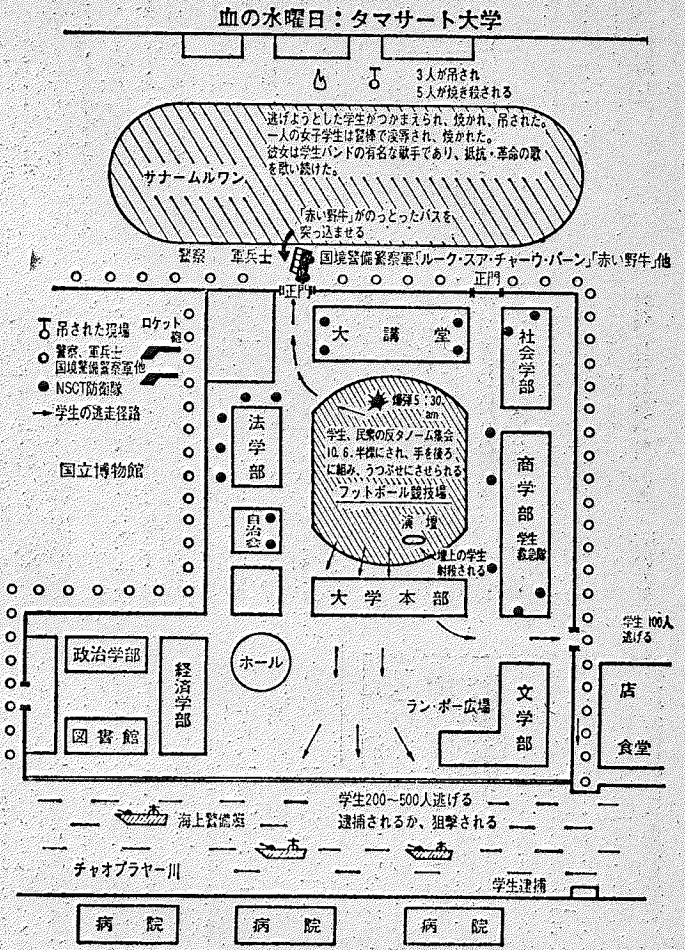 血の水曜日：タマサート大学
3人が吊され
5人が焼き殺される
逃げようとした学生がつかまえられ、焼かれ、吊された。
一人の女子学生は警棒で凌辱され、焼かれた。
彼女は学生バンドの有名な歌手であり、抵抗・革命の歌
を歌い続けた。
サナームルワン
「赤い野牛」がのっとったバスを
突っ込ませる
警察　軍兵士
国境警備警察軍「ルーク・スア・チャーウ・バーン」「赤い野牛」他
正門
正門
吊された現場
ロケット
砲
警察、軍兵士
国境警備警察軍他
NSCT防衛隊
学生の逃走径路
大講堂
社会学部
爆弾5：30
am
学生、民衆の反タノーム集会
10.6.半裸にされ、手を後ろ
に組み、うつぶせにさせられる
フットボール競技場
演壇
壇上の学生
射殺される
法学部
自治会
国立博物館
商学部
学生
救急隊
大学本部
学生100人
逃げる
政治学部
経済学部
ホール
図書館
ラン・ポー広場
文学部
店
食堂
学生200〜500人逃げる
逮捕されるか、狙撃される
海上警備艇
チャオプラヤー川
学生逮捕
病院
病院
病院